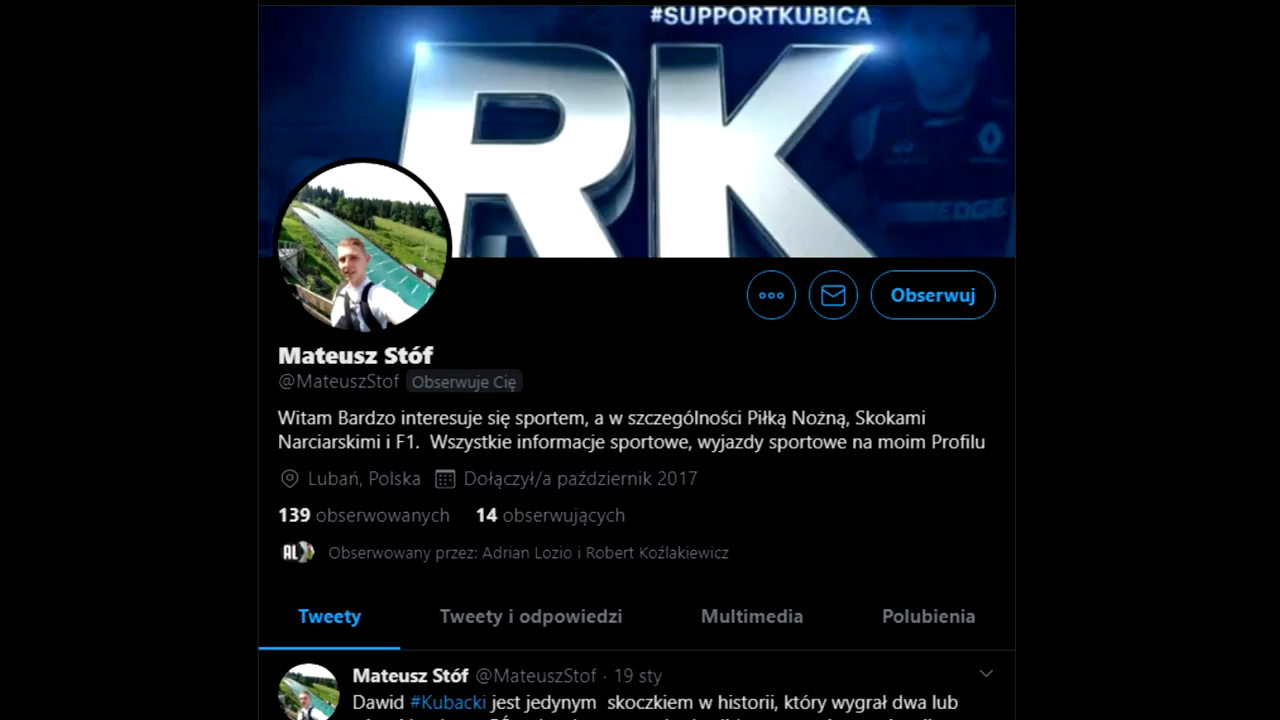 #SUPPORTKUBICA
RK
EDGE
Obserwuj
Mateusz Stóf
@MateuszStof Obserwuje Cię
Witam Bardzo interesuje się sportem, a w szczególności Piłką Nożną, Skokami
Narciarskimi i F1. Wszystkie informacje sportowe, wyjazdy sportowe na moim Profilu
Lubań, Polska Dołączył/a październik 2017
139 obserwowanych 14 obserwujących
AL Obserwowany przez: Adrian Lozio i Robert Koźlakiewicz
Tweety Tweety i odpowiedzi Multimedia Polubienia
Mateusz Stóf @MateuszStof · 19 sty
Dawid #Kubacki jest jedynym skoczkiem w historii, który wygrał dwa lub